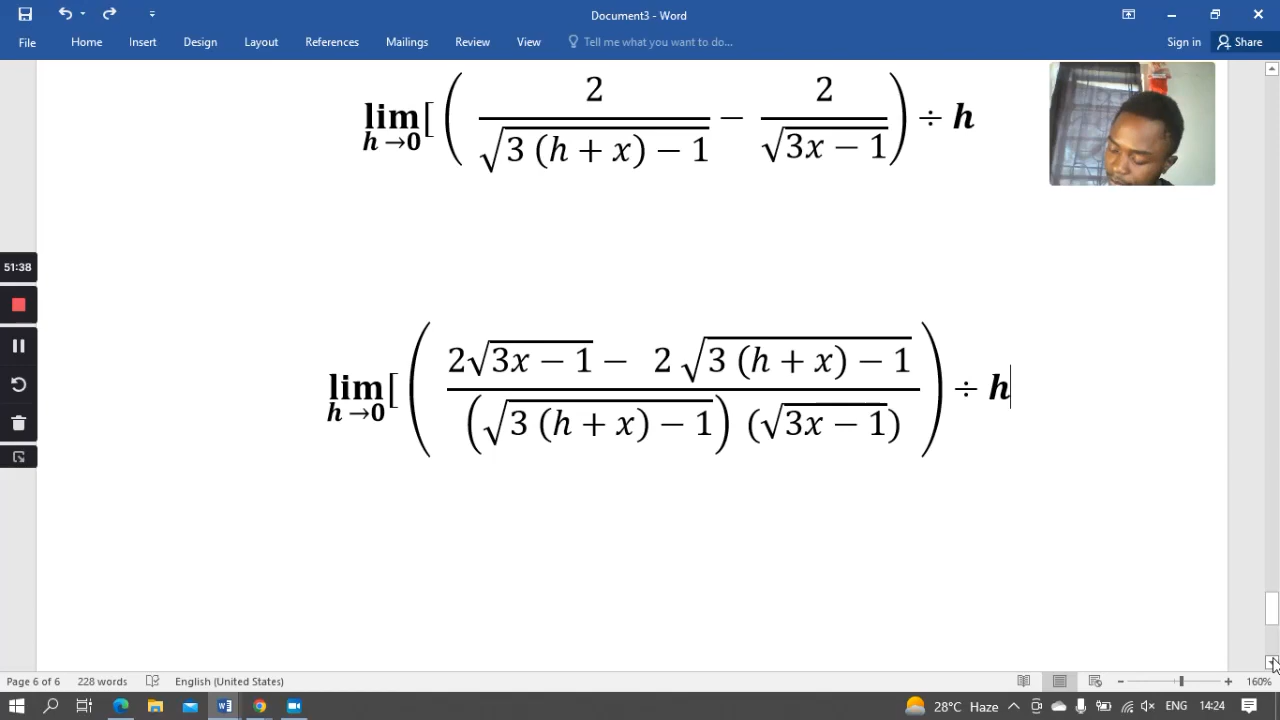 Document3 - Word
File Home Insert Design Layout References Mailings Review View Tell me what you want to do... Sign in Share
lim h→0 [ ( 2 / √(3 (h + x) − 1) − 2 / √(3x − 1) ) ÷ h
51:38
lim h→0 [ ( 2√(3x − 1) − 2 √(3 (h + x) − 1) / (√(3 (h + x) − 1)) (√(3x − 1)) ) ÷ h
Page 6 of 6 228 words English (United States) 160%
28°C Haze ENG 14:24